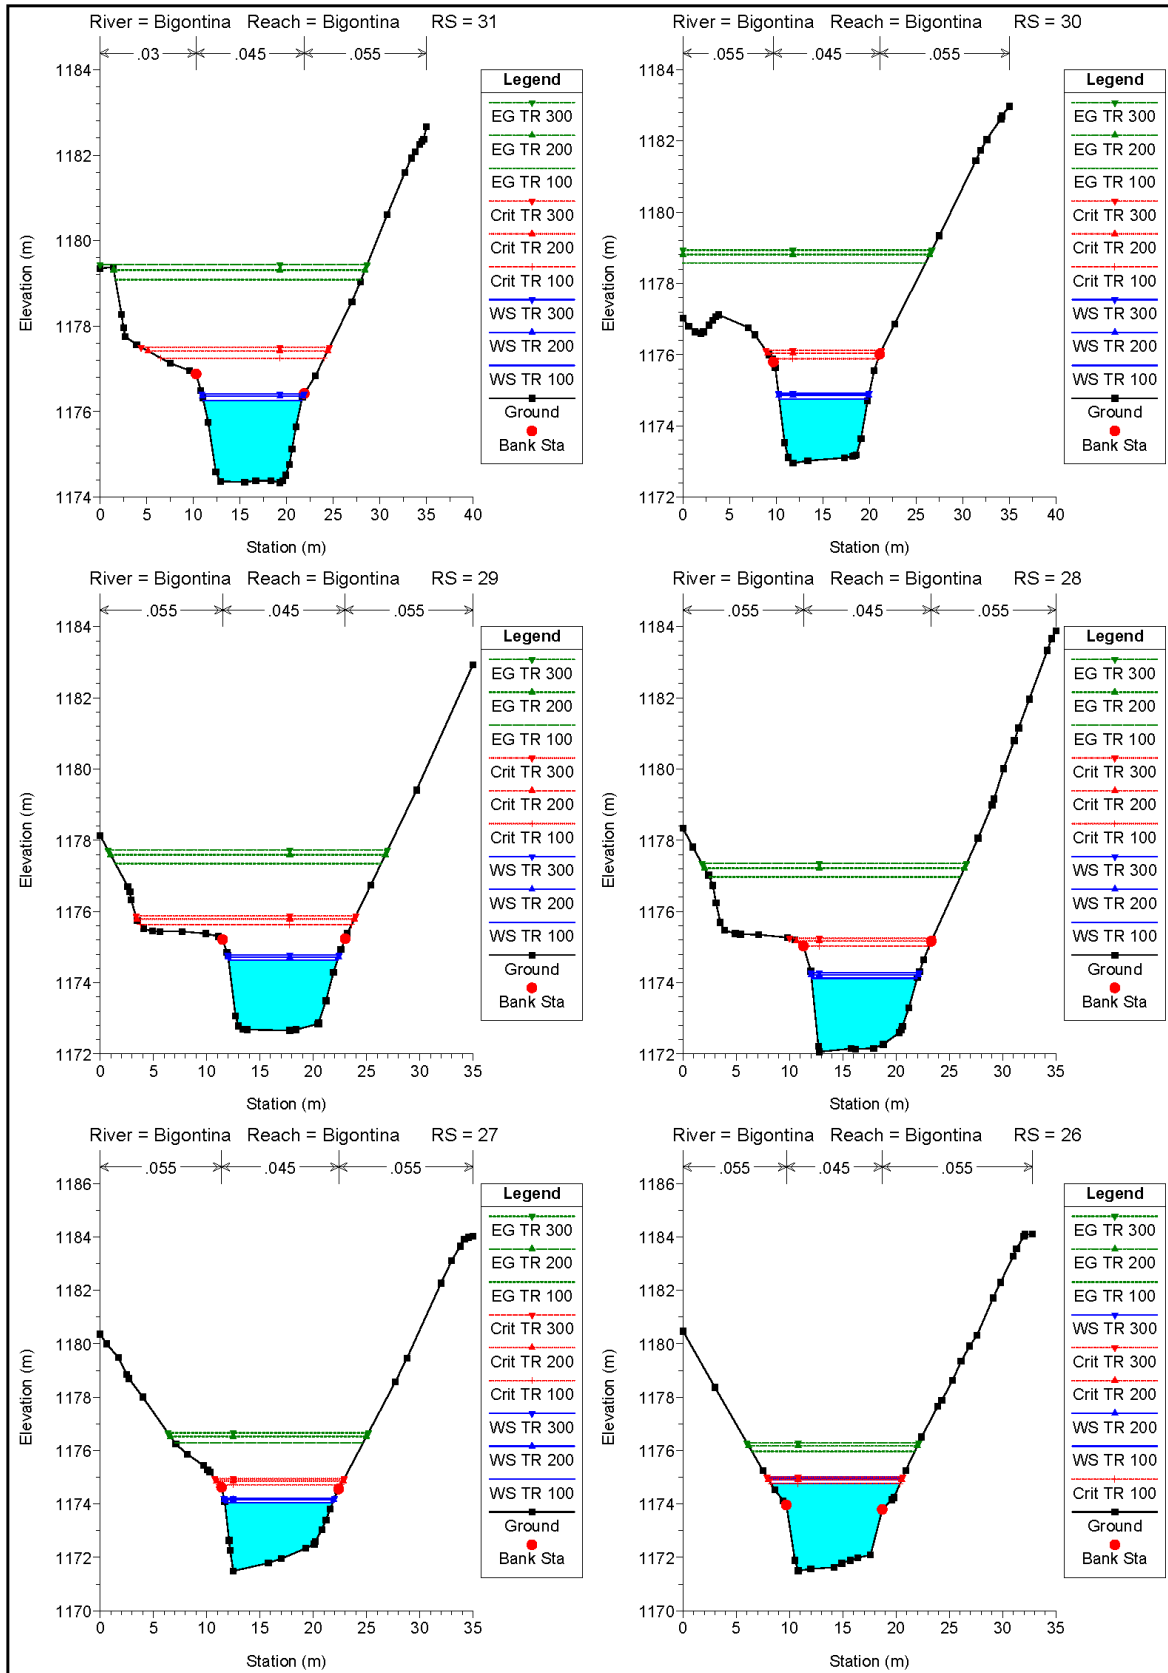 River = Bigontina Reach = Bigontina RS = 31
.03 .045 .055
1184
1182
1180
1178
1176
1174
Elevation (m)
0 5 10 15 20 25 30 35 40
Station (m)
Legend
EG TR 300
EG TR 200
EG TR 100
Crit TR 300
Crit TR 200
Crit TR 100
WS TR 300
WS TR 200
WS TR 100
Ground
Bank Sta
River = Bigontina Reach = Bigontina RS = 30
.055 .045 .055
1184
1182
1180
1178
1176
1174
1172
Elevation (m)
0 5 10 15 20 25 30 35 40
Station (m)
Legend
EG TR 300
EG TR 200
EG TR 100
Crit TR 300
Crit TR 200
Crit TR 100
WS TR 300
WS TR 200
WS TR 100
Ground
Bank Sta
River = Bigontina Reach = Bigontina RS = 29
.055 .045 .055
1184
1182
1180
1178
1176
1174
1172
Elevation (m)
0 5 10 15 20 25 30 35
Station (m)
Legend
EG TR 300
EG TR 200
EG TR 100
Crit TR 300
Crit TR 200
Crit TR 100
WS TR 300
WS TR 200
WS TR 100
Ground
Bank Sta
River = Bigontina Reach = Bigontina RS = 28
.055 .045 .055
1184
1182
1180
1178
1176
1174
1172
Elevation (m)
0 5 10 15 20 25 30 35
Station (m)
Legend
EG TR 300
EG TR 200
EG TR 100
Crit TR 300
Crit TR 200
Crit TR 100
WS TR 300
WS TR 200
WS TR 100
Ground
Bank Sta
River = Bigontina Reach = Bigontina RS = 27
.055 .045 .055
1186
1184
1182
1180
1178
1176
1174
1172
1170
Elevation (m)
0 5 10 15 20 25 30 35
Station (m)
Legend
EG TR 300
EG TR 200
EG TR 100
Crit TR 300
Crit TR 200
Crit TR 100
WS TR 300
WS TR 200
WS TR 100
Ground
Bank Sta
River = Bigontina Reach = Bigontina RS = 26
.055 .045 .055
1186
1184
1182
1180
1178
1176
1174
1172
1170
Elevation (m)
0 5 10 15 20 25 30 35
Station (m)
Legend
EG TR 300
EG TR 200
EG TR 100
WS TR 300
Crit TR 300
Crit TR 200
WS TR 200
WS TR 100
Crit TR 100
Ground
Bank Sta